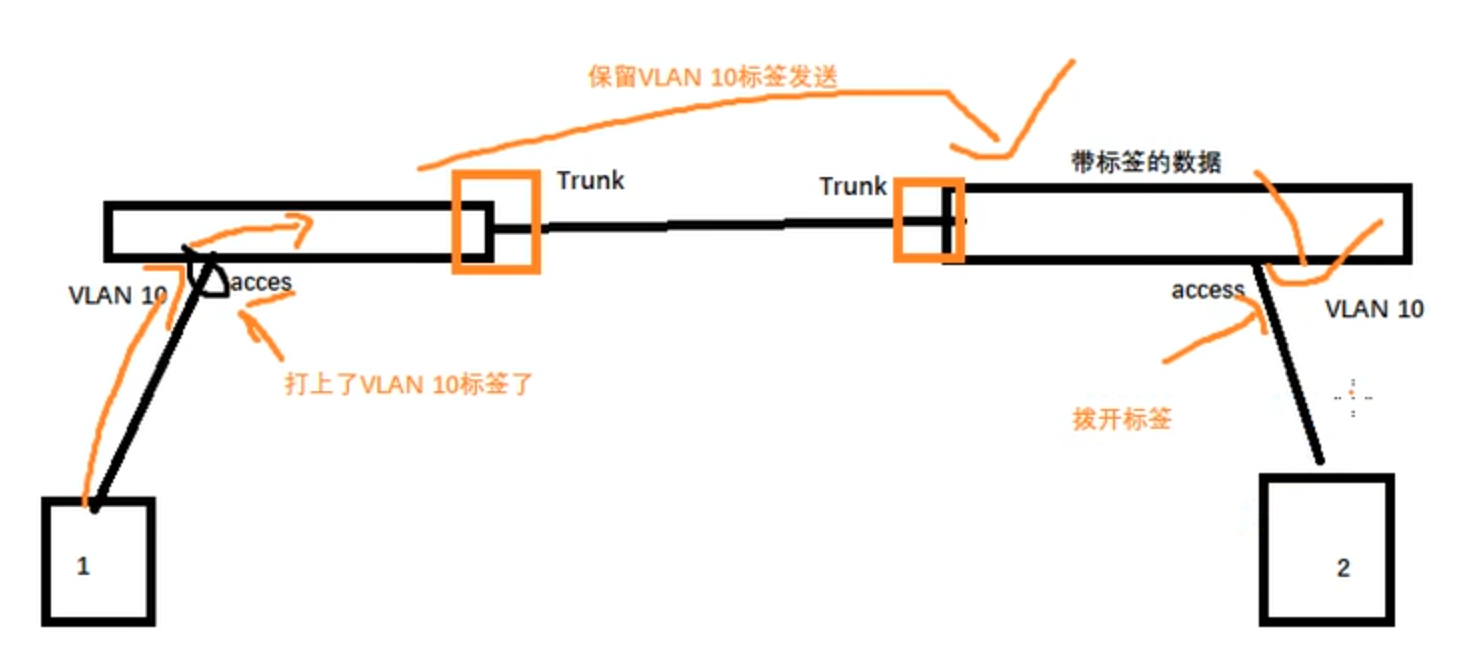 保留VLAN 10标签发送
带标签的数据
Trunk
Trunk
VLAN 10
acces
access
VLAN 10
打上了VLAN 10标签了
拨开标签
1
2